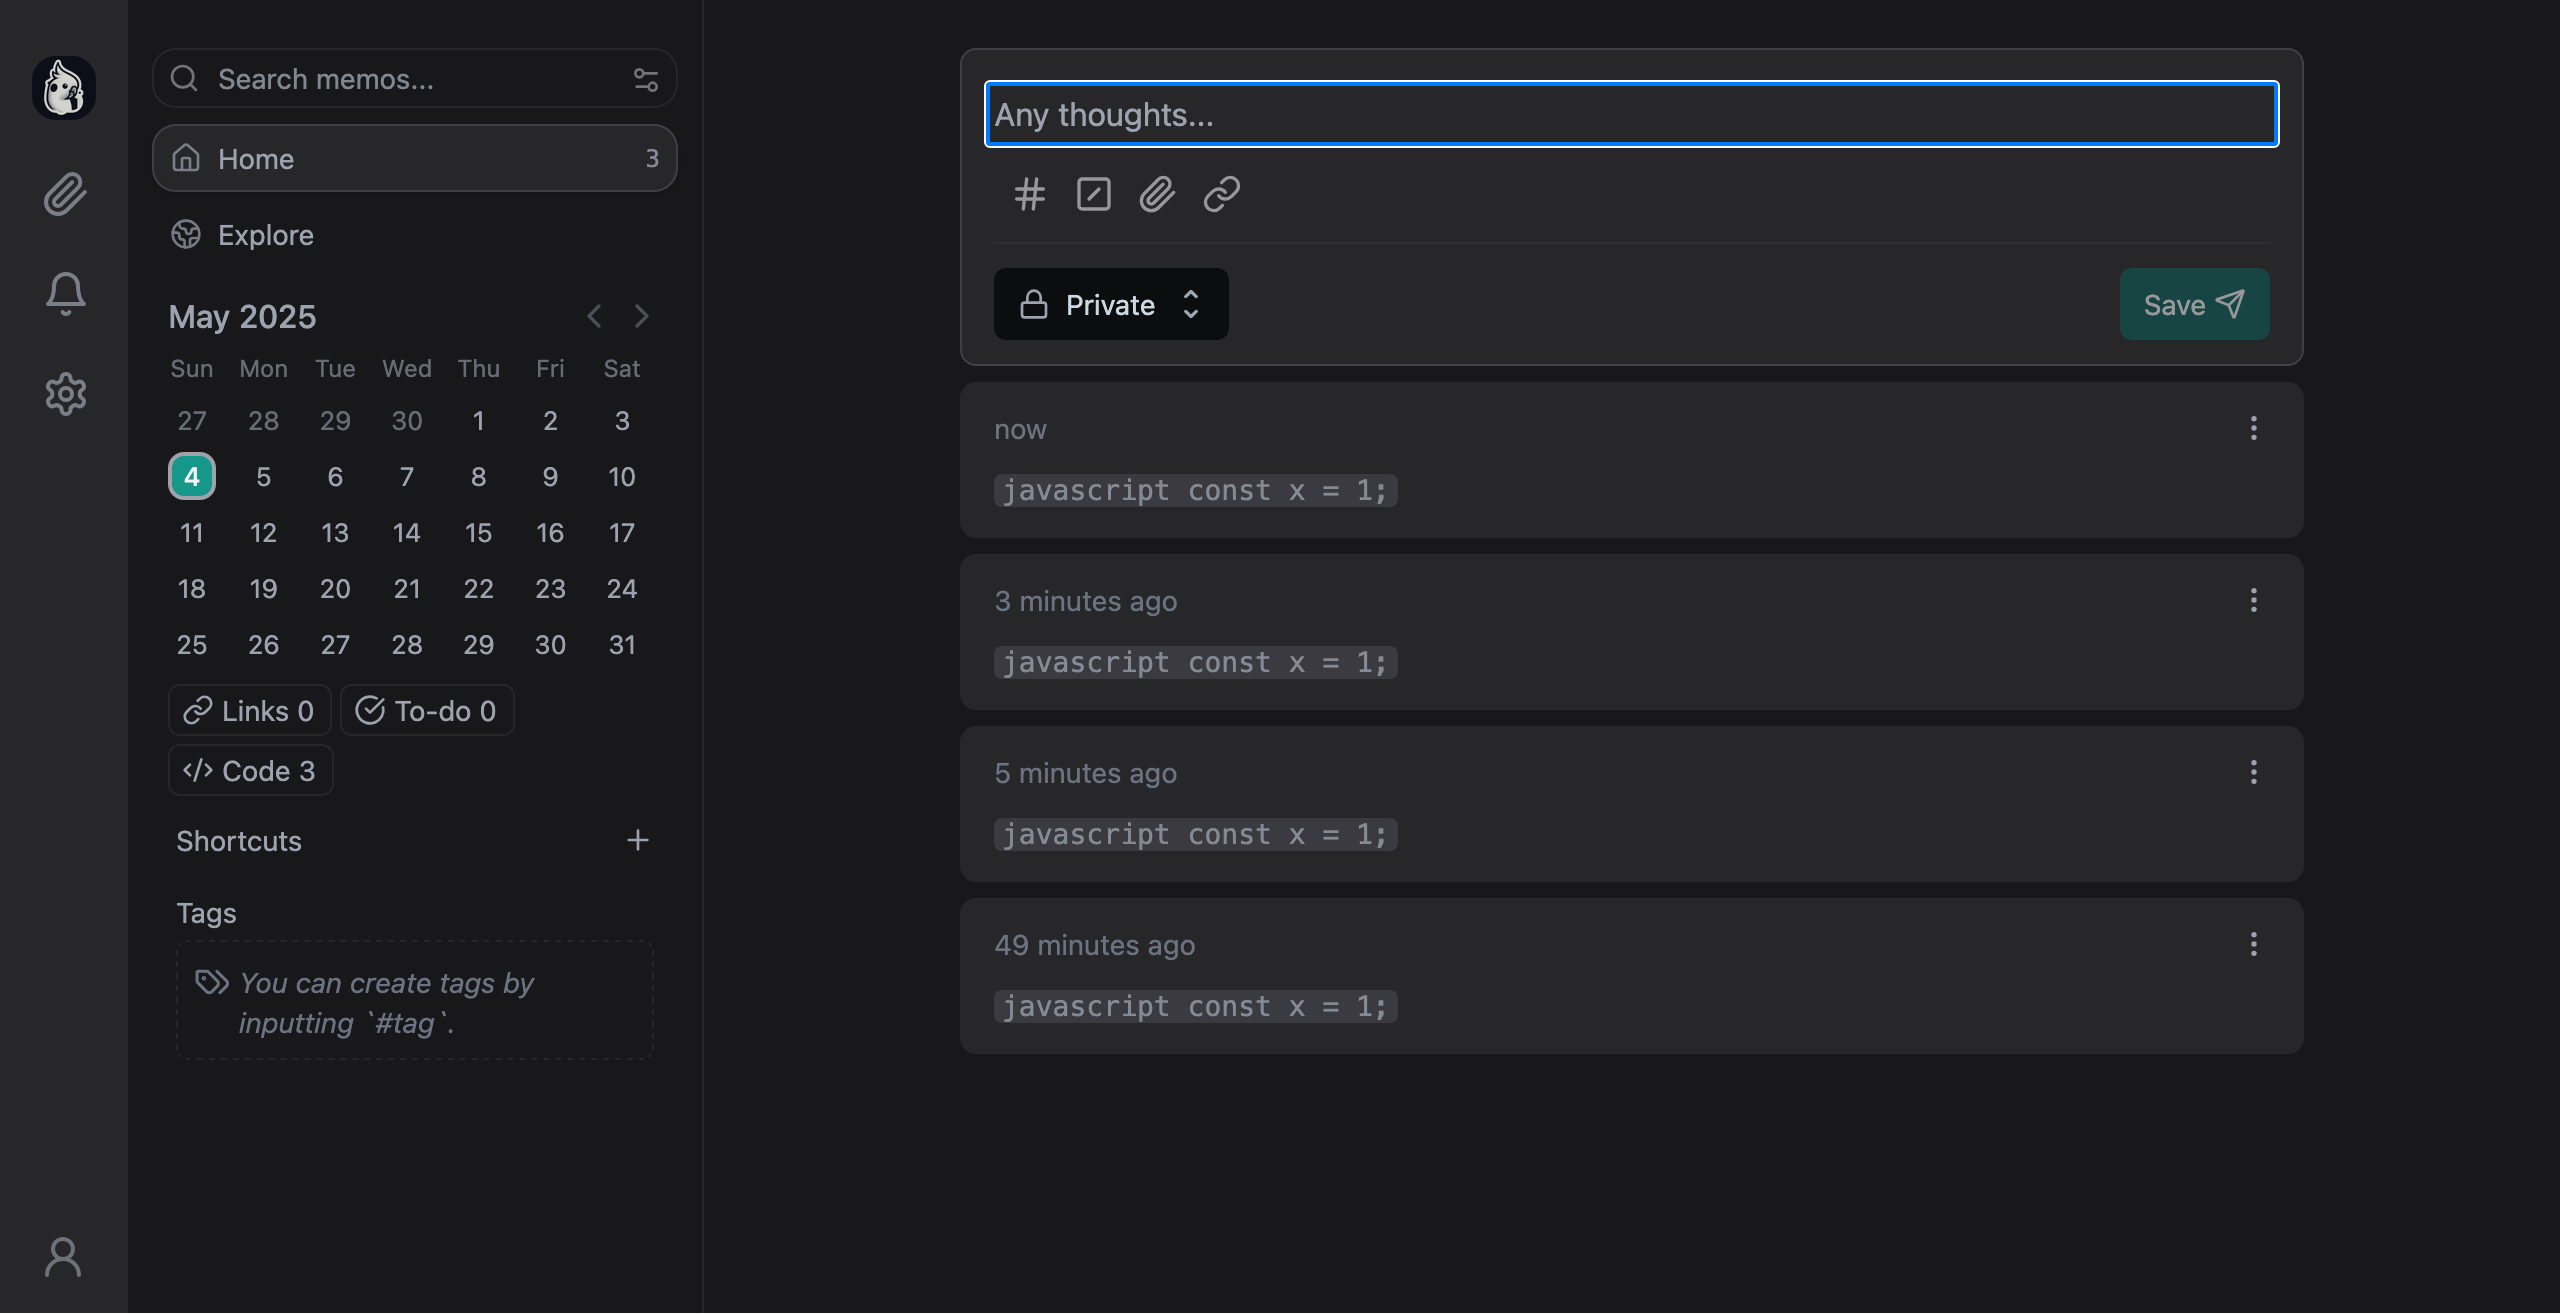 Search memos...
Home 3
Explore
May 2025
Sun Mon Tue Wed Thu Fri Sat
27 28 29 30 1 2 3
4 5 6 7 8 9 10
11 12 13 14 15 16 17
18 19 20 21 22 23 24
25 26 27 28 29 30 31
Links 0 To-do 0
Code 3
Shortcuts
Tags
You can create tags by
inputting `#tag`.
Any thoughts...
Private Save
now
javascript const x = 1;
3 minutes ago
javascript const x = 1;
5 minutes ago
javascript const x = 1;
49 minutes ago
javascript const x = 1;